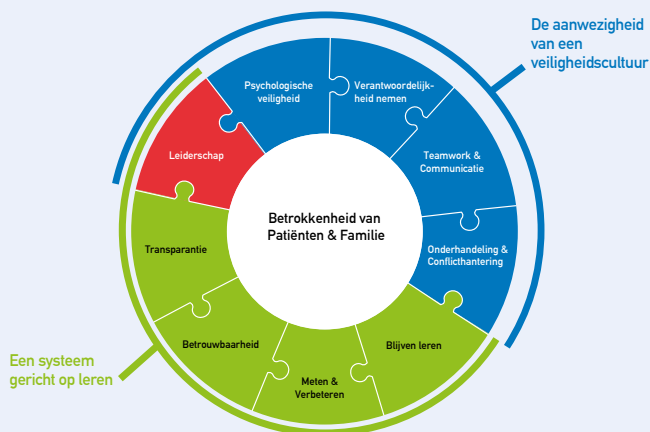 De aanwezigheid
van een
veiligheidscultuur
Psychologische
veiligheid
Verantwoordelijk-
heid nemen
Teamwork &
Communicatie
Onderhandeling &
Conflicthantering
Leiderschap
Betrokkenheid van
Patiënten & Familie
Transparantie
Betrouwbaarheid
Meten &
Verbeteren
Blijven leren
Een systeem
gericht op leren